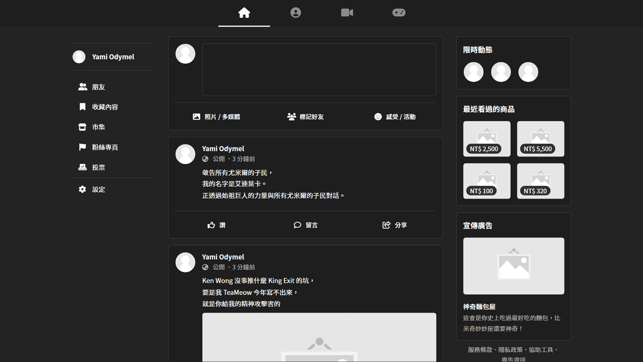 Yami Odymel
朋友
收藏內容
市集
粉絲專頁
投票
設定
照片 / 多媒體
標記好友
感受 / 活動
Yami Odymel
公開 ・3 分鐘前
敬告所有尤米爾的子民，
我的名字是艾連葉卡。
正透過始祖巨人的力量與所有尤米爾的子民對話。
讚
留言
分享
Yami Odymel
公開 ・3 分鐘前
Ken Wong 沒事推什麼 King Exit 的坑，
要是我 TeaMeow 今年寫不出來，
就是你給我的精神攻擊害的
限時動態
最近看過的商品
NT$ 2,500
NT$ 5,500
NT$ 100
NT$ 320
宣傳廣告
神奇麵包屋
這會是你史上吃過最好吃的麵包，比
米奇妙妙屋還要神奇！
服務條款・隱私政策・協助工具・
廣告資訊